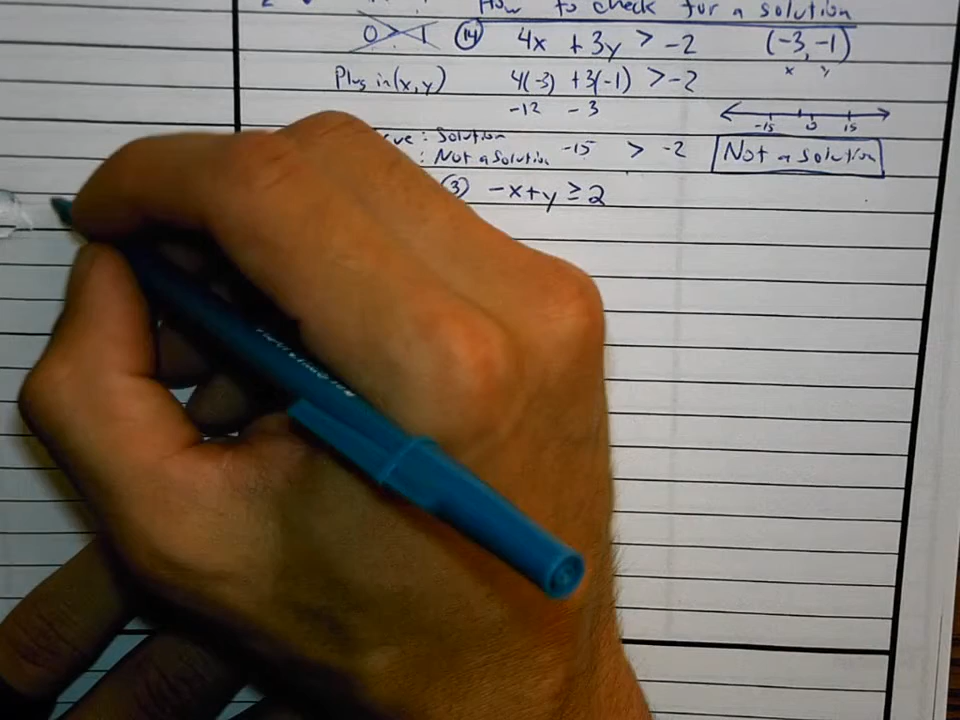 How to check for a solution
0 > 1 14 4x + 3y > -2 (-3, -1)
x y
Plug in (x, y) 4(-3) + 3(-1) > -2
-12 - 3
-15 0 15
: Solution
: Not a solution -15 > -2 Not a solution
3) -x+y ≥ 2